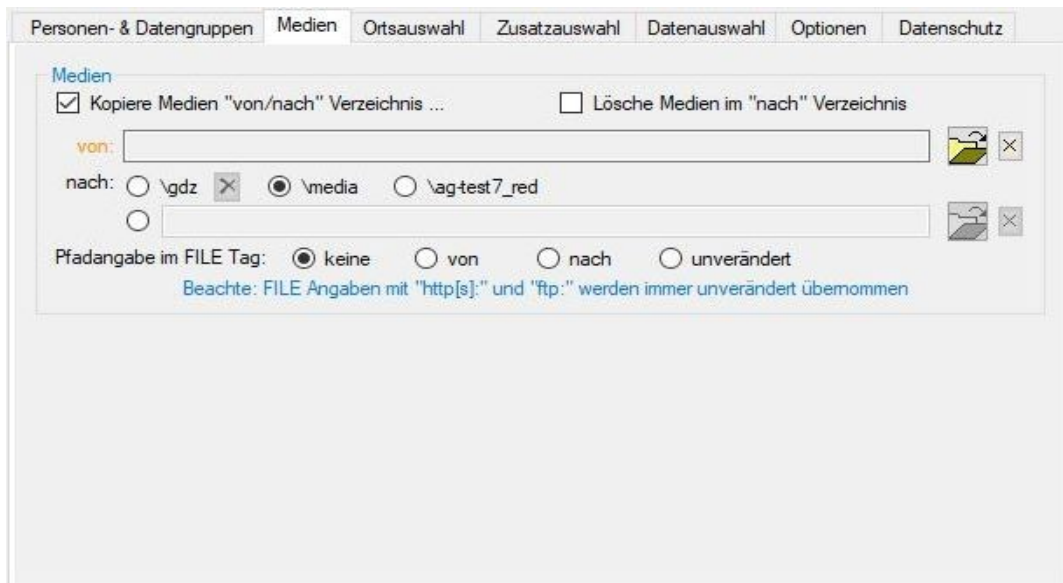 Personen- & Datengruppen Medien Ortsauswahl Zusatzauswahl Datenauswahl Optionen Datenschutz
Medien
Kopiere Medien "von/nach" Verzeichnis ... Lösche Medien im "nach" Verzeichnis
von:
nach: \gdz \media \ag-test7_red
Pfadangabe im FILE Tag: keine von nach unverändert
Beachte: FILE Angaben mit "http[s]:" und "ftp:" werden immer unverändert übernommen